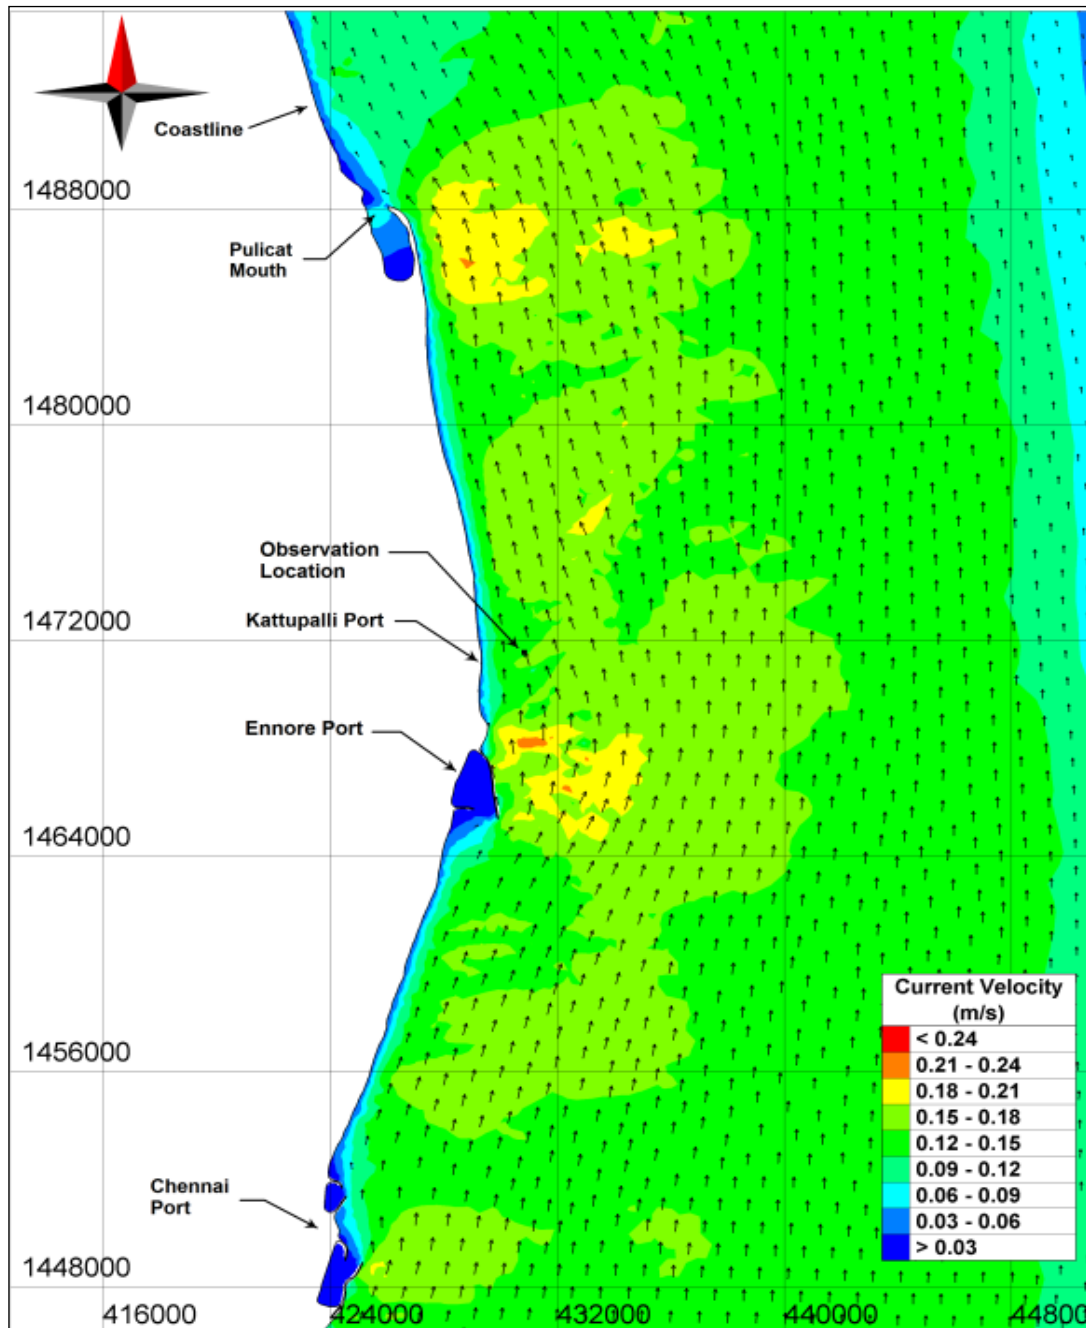 Coastline
1488000
Pulicat
Mouth
1480000
Observation
Location
1472000
Kattupalli Port
Ennore Port
1464000
1456000
Chennai
Port
1448000
416000
424000
432000
440000
448000
Current Velocity
(m/s)
< 0.24
0.21 - 0.24
0.18 - 0.21
0.15 - 0.18
0.12 - 0.15
0.09 - 0.12
0.06 - 0.09
0.03 - 0.06
> 0.03